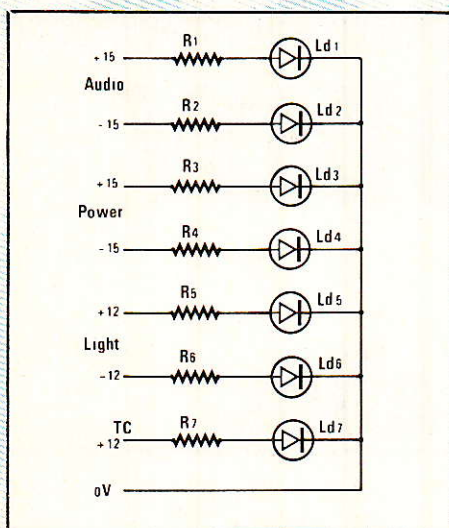 R1 Ld1
+ 15
Audio
R2 Ld2
- 15
R3 Ld3
+ 15
Power
R4 Ld4
- 15
R5 Ld5
+ 12
Light
R6 Ld6
- 12
TC R7 Ld7
+ 12
0V